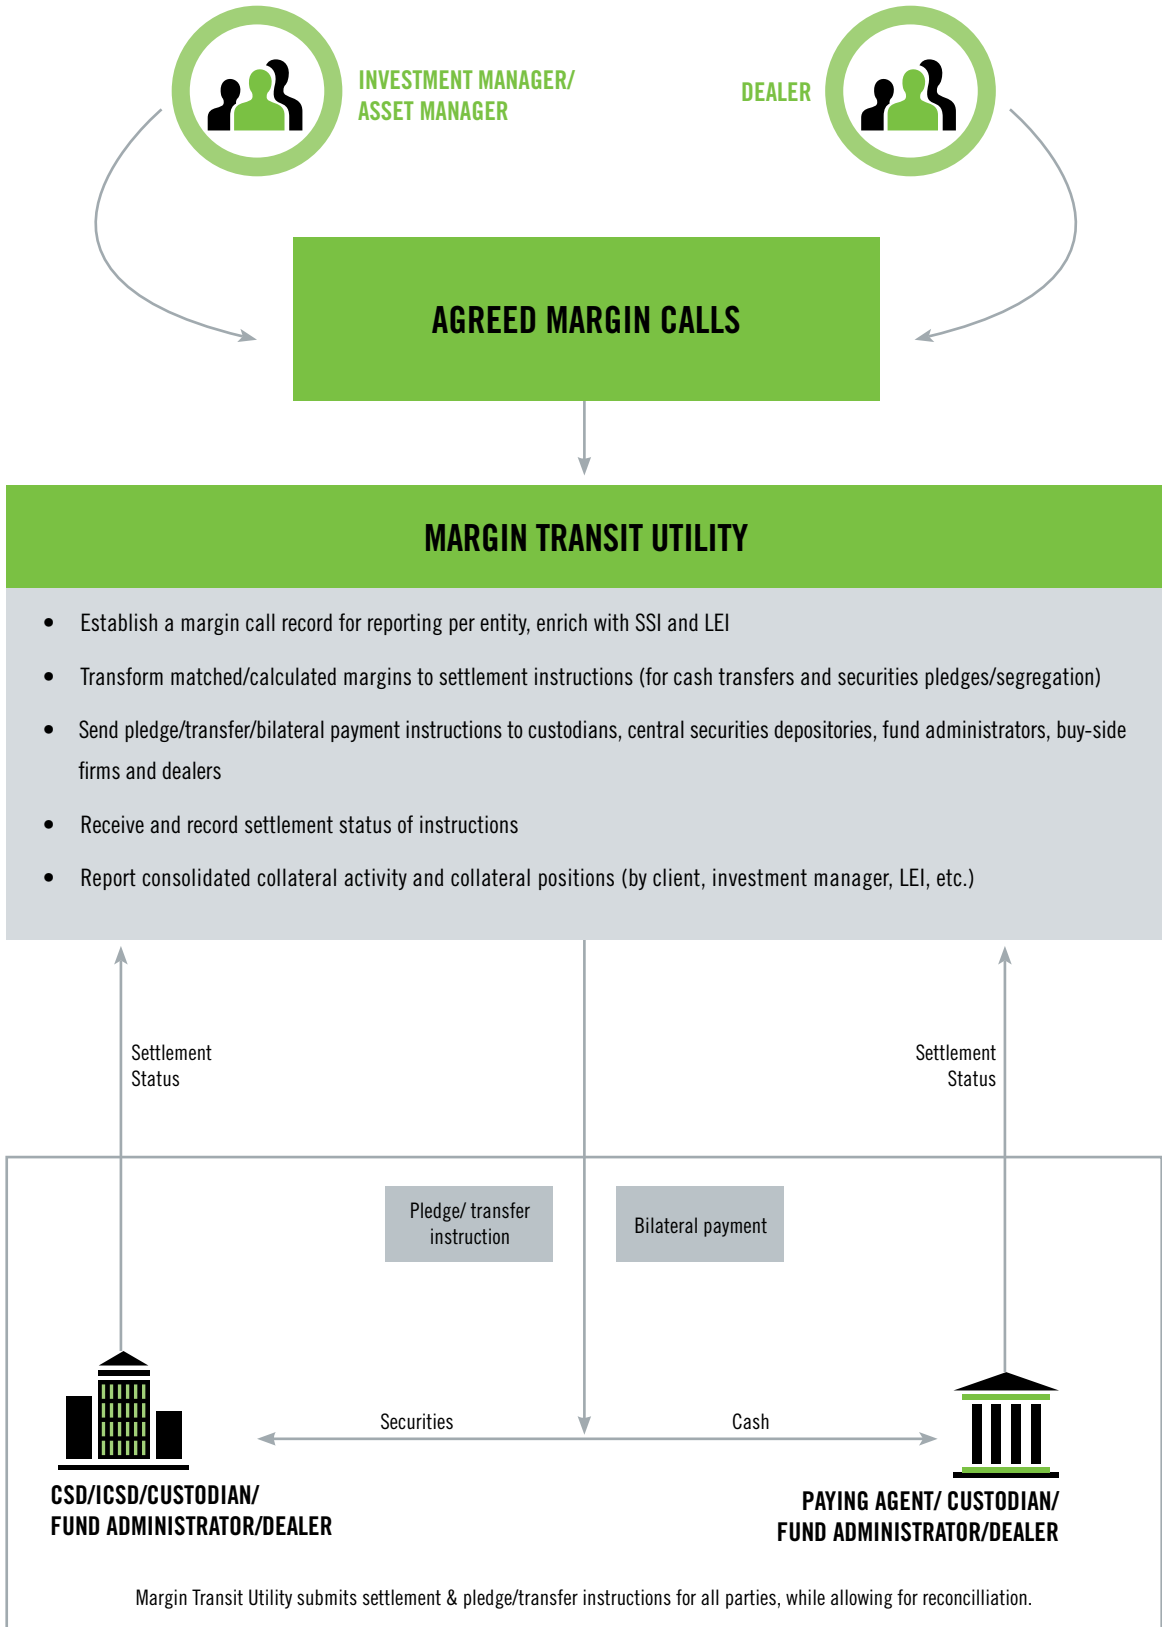 INVESTMENT MANAGER/
ASSET MANAGER
DEALER
AGREED MARGIN CALLS
MARGIN TRANSIT UTILITY
• Establish a margin call record for reporting per entity, enrich with SSI and LEI
• Transform matched/calculated margins to settlement instructions (for cash transfers and securities pledges/segregation)
• Send pledge/transfer/bilateral payment instructions to custodians, central securities depositories, fund administrators, buy-side
firms and dealers
• Receive and record settlement status of instructions
• Report consolidated collateral activity and collateral positions (by client, investment manager, LEI, etc.)
Settlement
Status
Settlement
Status
Pledge/ transfer
instruction
Bilateral payment
Securities
Cash
CSD/ICSD/CUSTODIAN/
FUND ADMINISTRATOR/DEALER
PAYING AGENT/ CUSTODIAN/
FUND ADMINISTRATOR/DEALER
Margin Transit Utility submits settlement & pledge/transfer instructions for all parties, while allowing for reconcilliation.